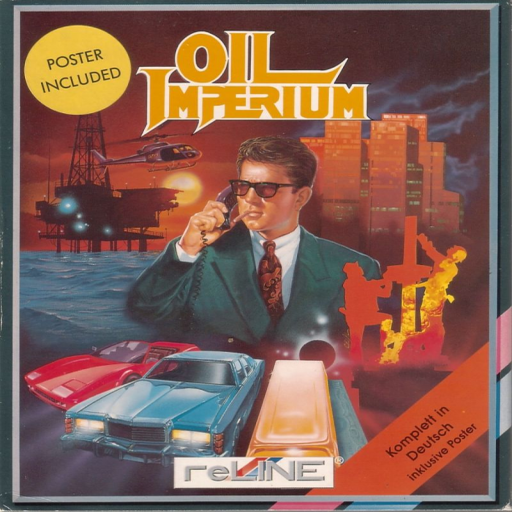 POSTER
INCLUDED
OIL
IMPERIUM
Komplett in
Deutsch
inklusive Poster
reLINE®